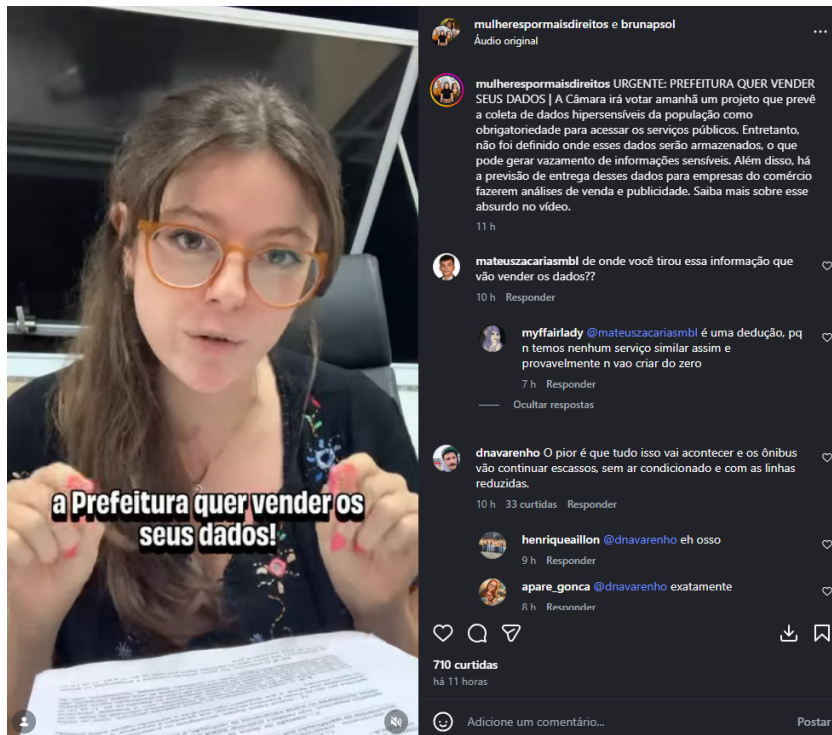 mulherespormaisdireitos e brunapsol
Áudio original
mulherespormaisdireitos URGENTE: PREFEITURA QUER VENDER
SEUS DADOS | A Câmara irá votar amanhã um projeto que prevê
a coleta de dados hipersensíveis da população como
obrigatoriedade para acessar os serviços públicos. Entretanto,
não foi definido onde esses dados serão armazenados, o que
pode gerar vazamento de informações sensíveis. Além disso, há
a previsão de entrega desses dados para empresas do comércio
fazerem análises de venda e publicidade. Saiba mais sobre esse
absurdo no vídeo.
11 h
mateuszacariasmbl de onde você tirou essa informação que
vão vender os dados??
10 h Responder
myffairlady @mateuszacariasmbl é uma dedução, pq
n temos nenhum serviço similar assim e
provavelmente n vao criar do zero
7 h Responder
Ocultar respostas
dnavarenho O pior é que tudo isso vai acontecer e os ônibus
vão continuar escassos, sem ar condicionado e com as linhas
reduzidas.
10 h 33 curtidas Responder
henriqueaillon @dnavarenho eh osso
9 h Responder
apare_gonca @dnavarenho exatamente
8 h Responder
710 curtidas
há 11 horas
Adicione um comentário...
Postar
a Prefeitura quer vender os
seus dados!